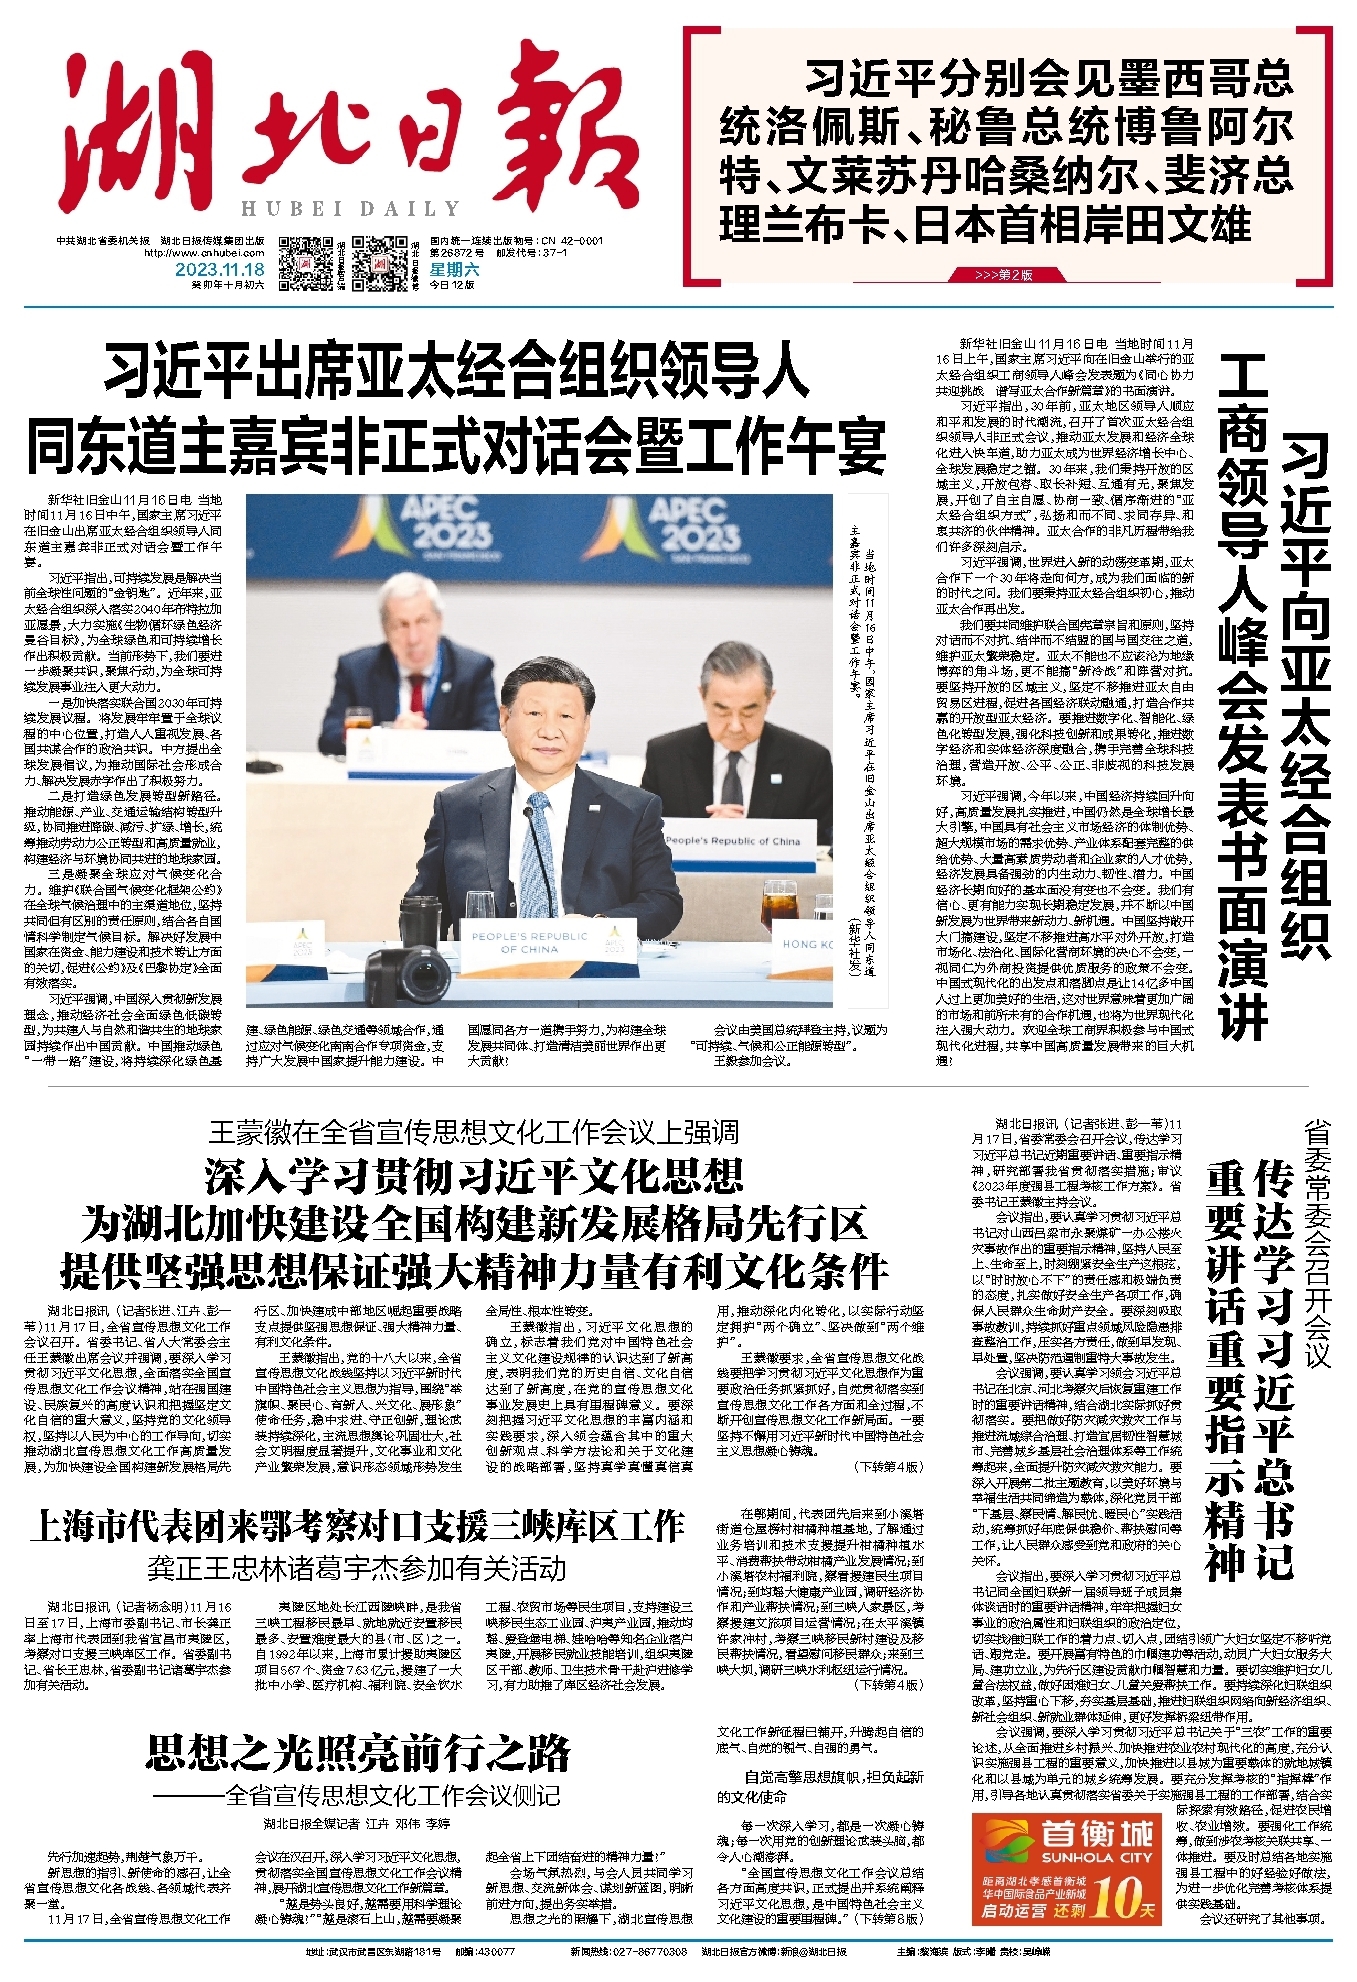 湖北日报
HUBEI DAILY
中共湖北省委机关报 湖北日报传媒集团出版
http://www.cnhubei.com
2023.11.18
癸卯年十月初六
国内统一连续出版物号：CN 42-0001
第26872号 邮发代号：37-1
星期六
今日12版
习近平分别会见墨西哥总
统洛佩斯、秘鲁总统博鲁阿尔
特、文莱苏丹哈桑纳尔、斐济总
理兰布卡、日本首相岸田文雄
>>>第2版
习近平出席亚太经合组织领导人
同东道主嘉宾非正式对话会暨工作午宴
新华社旧金山11月16日电 当地
时间11月16日中午，国家主席习近平
在旧金山出席亚太经合组织领导人同
东道主嘉宾非正式对话会暨工作午
宴。
习近平指出，可持续发展是解决当
前全球性问题的“金钥匙”。近年来，亚
太经合组织深入落实2040年布特拉加
亚愿景，大力实施《生物循环绿色经济
曼谷目标》，为全球绿色和可持续增长
作出积极贡献。当前形势下，我们要进
一步凝聚共识，聚焦行动，为全球可持
续发展事业注入更大动力。
一是加快落实联合国2030年可持
续发展议程。将发展牢牢置于全球议
程的中心位置，打造人人重视发展、各
国共谋合作的政治共识。中方提出全
球发展倡议，为推动国际社会形成合
力、解决发展赤字作出了积极努力。
二是打造绿色发展转型新路径。
推动能源、产业、交通运输结构转型升
级，协同推进降碳、减污、扩绿、增长，统
筹推动劳动力公正转型和高质量就业，
构建经济与环境协同共进的地球家园。
三是凝聚全球应对气候变化合
力。维护《联合国气候变化框架公约》
在全球气候治理中的主渠道地位，坚持
共同但有区别的责任原则，结合各自国
情科学制定气候目标。解决好发展中
国家在资金、能力建设和技术转让方面
的关切，促进《公约》及《巴黎协定》全面
有效落实。
习近平强调，中国深入贯彻新发展
理念，推动经济社会全面绿色低碳转
型，为共建人与自然和谐共生的地球家
园持续作出中国贡献。中国推动绿色
“一带一路”建设，将持续深化绿色基
建、绿色能源、绿色交通等领域合作，通
过应对气候变化南南合作专项资金，支
持广大发展中国家提升能力建设。中
国愿同各方一道携手努力，为构建全球
发展共同体、打造清洁美丽世界作出更
大贡献！
会议由美国总统拜登主持，议题为
“可持续、气候和公正能源转型”。
王毅参加会议。
APEC
2023
SAN FRANCISCO
APEC
2023
SAN FRANCISCO
People's Republic of China
PEOPLE'S REPUBLIC
OF CHINA
HONG KO
当地时间11月16日中午，国家主席习近平在旧金山出席亚太经合组织领导人同东道
主嘉宾非正式对话会暨工作午宴。
（新华社发）
习近平向亚太经合组织
工商领导人峰会发表书面演讲
新华社旧金山11月16日电 当地时间11月
16日上午，国家主席习近平向在旧金山举行的亚
太经合组织工商领导人峰会发表题为《同心协力
共迎挑战 谱写亚太合作新篇章》的书面演讲。
习近平指出，30年前，亚太地区领导人顺应
和平和发展的时代潮流，召开了首次亚太经合组
织领导人非正式会议，推动亚太发展和经济全球
化进入快车道，助力亚太成为世界经济增长中心、
全球发展稳定之锚。30年来，我们秉持开放的区
域主义，开放包容、取长补短、互通有无，聚焦发
展，开创了自主自愿、协商一致、循序渐进的“亚
太经合组织方式”，弘扬和而不同、求同存异、和
衷共济的伙伴精神。亚太合作的非凡历程带给我
们许多深刻启示。
习近平强调，世界进入新的动荡变革期，亚太
合作下一个30年将走向何方，成为我们面临的新
的时代之问。我们要秉持亚太经合组织初心，推动
亚太合作再出发。
我们要共同维护联合国宪章宗旨和原则，坚持
对话而不对抗、结伴而不结盟的国与国交往之道，
维护亚太繁荣稳定。亚太不能也不应该沦为地缘
博弈的角斗场，更不能搞“新冷战”和阵营对抗。
要坚持开放的区域主义，坚定不移推进亚太自由
贸易区进程，促进各国经济联动融通，打造合作共
赢的开放型亚太经济。要推进数字化、智能化、绿
色化转型发展，强化科技创新和成果转化，推进数
字经济和实体经济深度融合，携手完善全球科技
治理，营造开放、公平、公正、非歧视的科技发展
环境。
习近平强调，今年以来，中国经济持续回升向
好，高质量发展扎实推进，中国仍然是全球增长最
大引擎，中国具有社会主义市场经济的体制优势、
超大规模市场的需求优势、产业体系配套完整的供
给优势、大量高素质劳动者和企业家的人才优势，
经济发展具备强劲的内生动力、韧性、潜力。中国
经济长期向好的基本面没有变也不会变。我们有
信心、更有能力实现长期稳定发展，并不断以中国
新发展为世界带来新动力、新机遇。中国坚持敞开
大门搞建设，坚定不移推进高水平对外开放，打造
市场化、法治化、国际化营商环境的决心不会变，一
视同仁为外商投资提供优质服务的政策不会变。
中国式现代化的出发点和落脚点是让14亿多中国
人过上更加美好的生活，这对世界意味着更加广阔
的市场和前所未有的合作机遇，也将为世界现代化
注入强大动力。欢迎全球工商界积极参与中国式
现代化进程，共享中国高质量发展带来的巨大机
遇！
王蒙徽在全省宣传思想文化工作会议上强调
深入学习贯彻习近平文化思想
为湖北加快建设全国构建新发展格局先行区
提供坚强思想保证强大精神力量有利文化条件
湖北日报讯（记者张进、江卉、彭一
苇）11月17日，全省宣传思想文化工作
会议召开。省委书记、省人大常委会主
任王蒙徽出席会议并强调，要深入学习
贯彻习近平文化思想，全面落实全国宣
传思想文化工作会议精神，站在强国建
设、民族复兴的高度认识和把握坚定文
化自信的重大意义，坚持党的文化领导
权，坚持以人民为中心的工作导向，切实
推动湖北宣传思想文化工作高质量发
展，为加快建设全国构建新发展格局先
行区、加快建成中部地区崛起重要战略
支点提供坚强思想保证、强大精神力量、
有利文化条件。
王蒙徽指出，党的十八大以来，全省
宣传思想文化战线坚持以习近平新时代
中国特色社会主义思想为指导，围绕“举
旗帜、聚民心、育新人、兴文化、展形象”
使命任务，稳中求进、守正创新，理论武
装持续深化，主流思想舆论巩固壮大，社
会文明程度显著提升，文化事业和文化
产业繁荣发展，意识形态领域形势发生
全局性、根本性转变。
王蒙徽指出，习近平文化思想的
确立，标志着我们党对中国特色社会
主义文化建设规律的认识达到了新高
度，表明我们党的历史自信、文化自信
达到了新高度，在党的宣传思想文化
事业发展史上具有里程碑意义。要深
刻把握习近平文化思想的丰富内涵和
实践要求，深入领会蕴含其中的重大
创新观点、科学方法论和关于文化建
设的战略部署，坚持真学真懂真信真
用，推动深化内化转化，以实际行动坚
定拥护“两个确立”、坚决做到“两个维
护”。
王蒙徽要求，全省宣传思想文化战
线要把学习贯彻习近平文化思想作为重
要政治任务抓紧抓好，自觉贯彻落实到
宣传思想文化工作各方面和全过程，不
断开创宣传思想文化工作新局面。一要
坚持不懈用习近平新时代中国特色社会
主义思想凝心铸魂。
（下转第4版）
上海市代表团来鄂考察对口支援三峡库区工作
龚正王忠林诸葛宇杰参加有关活动
湖北日报讯（记者杨念明）11月16
日至17日，上海市委副书记、市长龚正
率上海市代表团到我省宜昌市夷陵区，
考察对口支援三峡库区工作。省委副书
记、省长王忠林，省委副书记诸葛宇杰参
加有关活动。
夷陵区地处长江西陵峡畔，是我省
三峡工程移民最早、就地就近安置移民
最多、安置难度最大的县（市、区）之一。
自1992年以来，上海市累计援助夷陵区
项目567个、资金7.63亿元，援建了一大
批中小学、医疗机构、福利院、安全饮水
工程、农贸市场等民生项目，支持建设三
峡移民生态工业园、沪夷产业园，推动均
瑶、爱登堡电梯、娃哈哈等知名企业落户
夷陵，开展移民就业技能培训，组织夷陵
区干部、教师、卫生技术骨干赴沪进修学
习，有力助推了库区经济社会发展。
在鄂期间，代表团先后来到小溪塔
街道仓屋榜村柑橘种植基地，了解通过
业务培训和技术支援提升柑橘种植水
平、消费帮扶带动柑橘产业发展情况；到
小溪塔农村福利院，察看援建民生项目
情况；到均瑶大健康产业园，调研经济协
作和产业帮扶情况；到三峡人家景区，考
察援建文旅项目运营情况；在太平溪镇
许家冲村，考察三峡移民新村建设及移
民帮扶情况，看望慰问移民群众；来到三
峡大坝，调研三峡水利枢纽运行情况。
（下转第4版）
思想之光照亮前行之路
——全省宣传思想文化工作会议侧记
湖北日报全媒记者 江卉 邓伟 李婷
先行加速起势，荆楚气象万千。
新思想的指引、新使命的感召，让全
省宣传思想文化各战线、各领域代表齐
聚一堂。
11月17日，全省宣传思想文化工作
会议在汉召开，深入学习习近平文化思想，
贯彻落实全国宣传思想文化工作会议精
神，展开湖北宣传思想文化工作新篇章。
“越是势头良好，越需要用科学理论
凝心铸魂！”“越是滚石上山，越需要凝聚
起全省上下团结奋进的精神力量！”
会场气氛热烈，与会人员共同学习
新思想、交流新体会、谋划新蓝图，明晰
前进方向，提出务实举措。
思想之光的照耀下，湖北宣传思想
文化工作新征程已铺开，升腾起自信的
底气、自觉的锐气、自强的勇气。
自觉高擎思想旗帜，担负起新
的文化使命
每一次深入学习，都是一次凝心铸
魂；每一次用党的创新理论武装头脑，都
令人心潮澎湃。
“全国宣传思想文化工作会议总结
各方面高度共识，正式提出并系统阐释
习近平文化思想，是中国特色社会主义
文化建设的重要里程碑。”（下转第8版）
省委常委会召开会议
传达学习习近平总书记
重要讲话重要指示精神
湖北日报讯（记者张进、彭一苇）11
月17日，省委常委会召开会议，传达学习
习近平总书记近期重要讲话、重要指示精
神，研究部署我省贯彻落实措施；审议
《2023年度强县工程考核工作方案》。省
委书记王蒙徽主持会议。
会议指出，要认真学习贯彻习近平总
书记对山西吕梁市永聚煤矿一办公楼火
灾事故作出的重要指示精神，坚持人民至
上、生命至上，时刻绷紧安全生产这根弦，
以“时时放心不下”的责任感和极端负责
的态度，扎实做好安全生产各项工作，确
保人民群众生命财产安全。要深刻吸取
事故教训，持续抓好重点领域风险隐患排
查整治工作，压实各方责任，做到早发现、
早处置，坚决防范遏制重特大事故发生。
会议强调，要认真学习领会习近平总
书记在北京、河北考察灾后恢复重建工作
时的重要讲话精神，结合湖北实际抓好贯
彻落实。要把做好防灾减灾救灾工作与
推进流域综合治理、打造宜居韧性智慧城
市、完善城乡基层社会治理体系等工作统
筹起来，全面提升防灾减灾救灾能力。要
深入开展第二批主题教育，以美好环境与
幸福生活共同缔造为载体，深化党员干部
“下基层、察民情、解民忧、暖民心”实践活
动，统筹抓好年底保供稳价、帮扶慰问等
工作，让人民群众感受到党和政府的关心
关怀。
会议指出，要深入学习贯彻习近平总
书记同全国妇联新一届领导班子成员集
体谈话时的重要讲话精神，牢牢把握妇女
事业的政治属性和妇联组织的政治定位，
切实找准妇联工作的着力点、切入点，团结引领广大妇女坚定不移听党
话、跟党走。要开展富有特色的巾帼建功等活动，动员广大妇女服务大
局、建功立业，为先行区建设贡献巾帼智慧和力量。要切实维护妇女儿
童合法权益，做好困难妇女、儿童关爱帮扶工作。要持续深化妇联组织
改革，坚持重心下移，夯实基层基础，推进妇联组织网络向新经济组织、
新社会组织、新就业群体延伸，更好发挥桥梁纽带作用。
会议强调，要深入学习贯彻习近平总书记关于“三农”工作的重要
论述，从全面推进乡村振兴、加快推进农业农村现代化的高度，充分认
识实施强县工程的重要意义，加快推进以县城为重要载体的就地城镇
化和以县域为单元的城乡统筹发展。要充分发挥考核的“指挥棒”作
用，引导各地认真贯彻落实省委关于实施强县工程的工作部署，结合实
际探索有效路径，促进农民增
收、农业增效。要强化工作统
筹，做到涉农考核关联共享、一
体推进。要及时总结各地实施
强县工程中的好经验好做法，
为进一步优化完善考核体系提
供实践基础。
会议还研究了其他事项。
首衡城
SUNHOLA CITY
距离湖北孝感首衡城
华中国际食品产业新城
启动运营 还剩10天
地址：武汉市武昌区东湖路181号 邮编：430077 新闻热线：027-86770308 湖北日报官方微博：新浪@湖北日报 主编：黎海滨 版式：李曦 责校：吴峥嵘